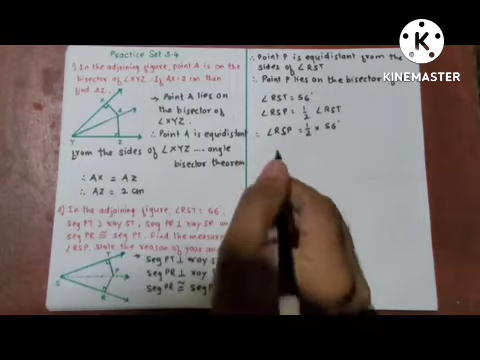 Practice Set 3.4
1) In the adjoining figure, point A is on the
bisector of ∠XYZ. If AX = 2 cm then
find AZ.
X
A
Y
Z
→ Point A lies on
the bisector of
∠XYZ.
∴ Point A is equidistant
from the sides of ∠XYZ .... angle
bisector theorem
∴ AX = AZ
∴ AZ = 2 cm
2) In the adjoining figure, ∠RST = 56°,
seg PT ⊥ ray ST, seg PR ⊥ ray SR and
seg PR ≅ seg PT. Find the measure
∠RSP. State the reason of your
T
P
S
R
→ seg PT ⊥ ray S
seg PR ⊥ ray
seg PR ≅ seg P
∴ Point P is equidistant from the
sides of ∠RST
∴ Point P lies on the bisector of
∠RST = 56°
∠RSP = 1/2 ∠RST
∴ ∠RSP = 1/2 × 56°
KINEMASTER